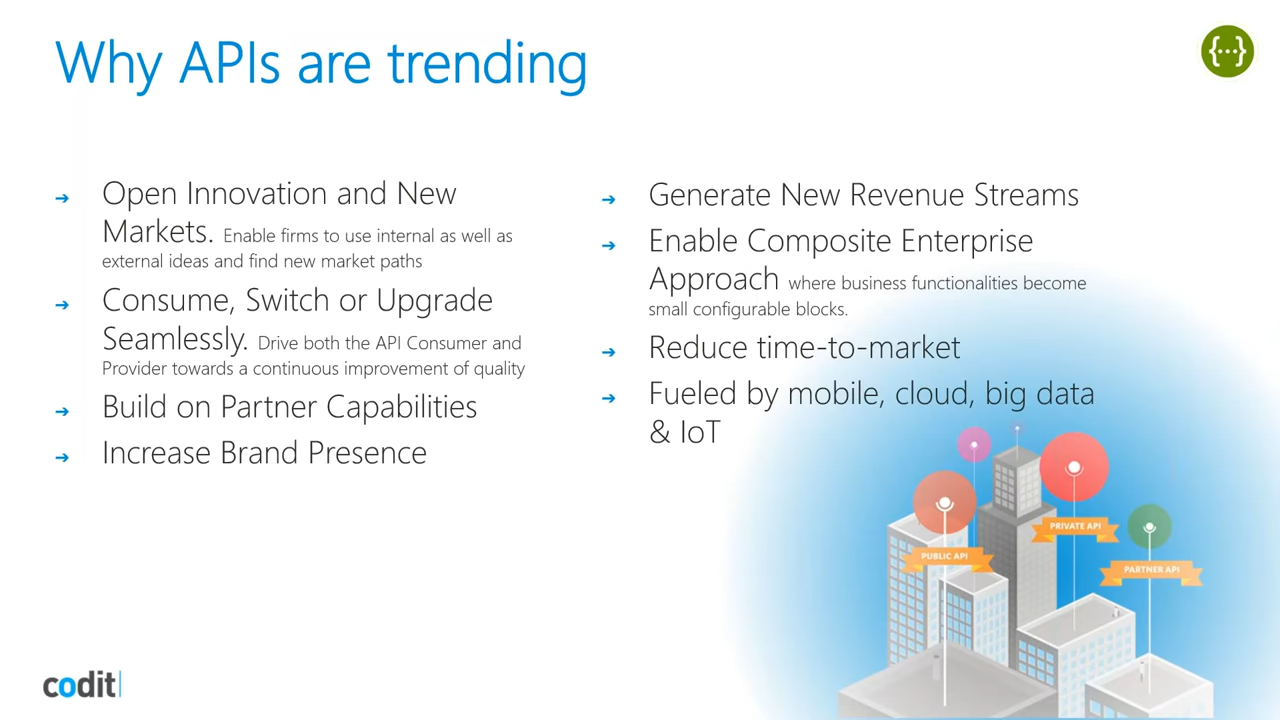 Why APIs are trending
{···}
➔ Open Innovation and New
Markets. Enable firms to use internal as well as
external ideas and find new market paths
➔ Consume, Switch or Upgrade
Seamlessly. Drive both the API Consumer and
Provider towards a continuous improvement of quality
➔ Build on Partner Capabilities
➔ Increase Brand Presence
➔ Generate New Revenue Streams
➔ Enable Composite Enterprise
Approach where business functionalities become
small configurable blocks.
➔ Reduce time-to-market
➔ Fueled by mobile, cloud, big data
& IoT
PRIVATE API
PUBLIC API
PARTNER API
codit